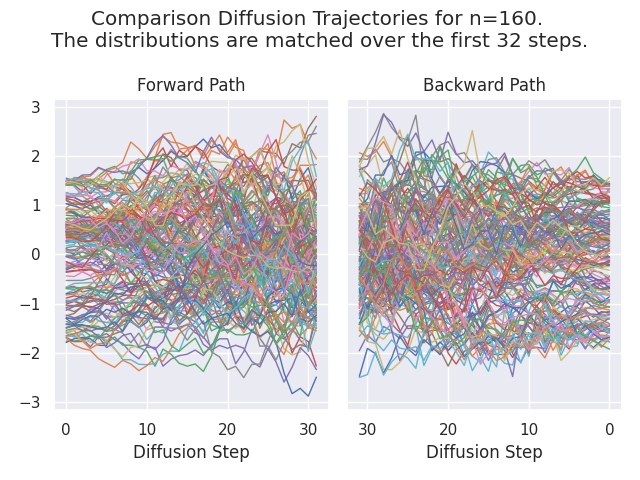 Comparison Diffusion Trajectories for n=160.
The distributions are matched over the first 32 steps.
Forward Path
Backward Path
3
2
1
0
−1
−2
−3
0
10
20
30
30
20
10
0
Diffusion Step
Diffusion Step